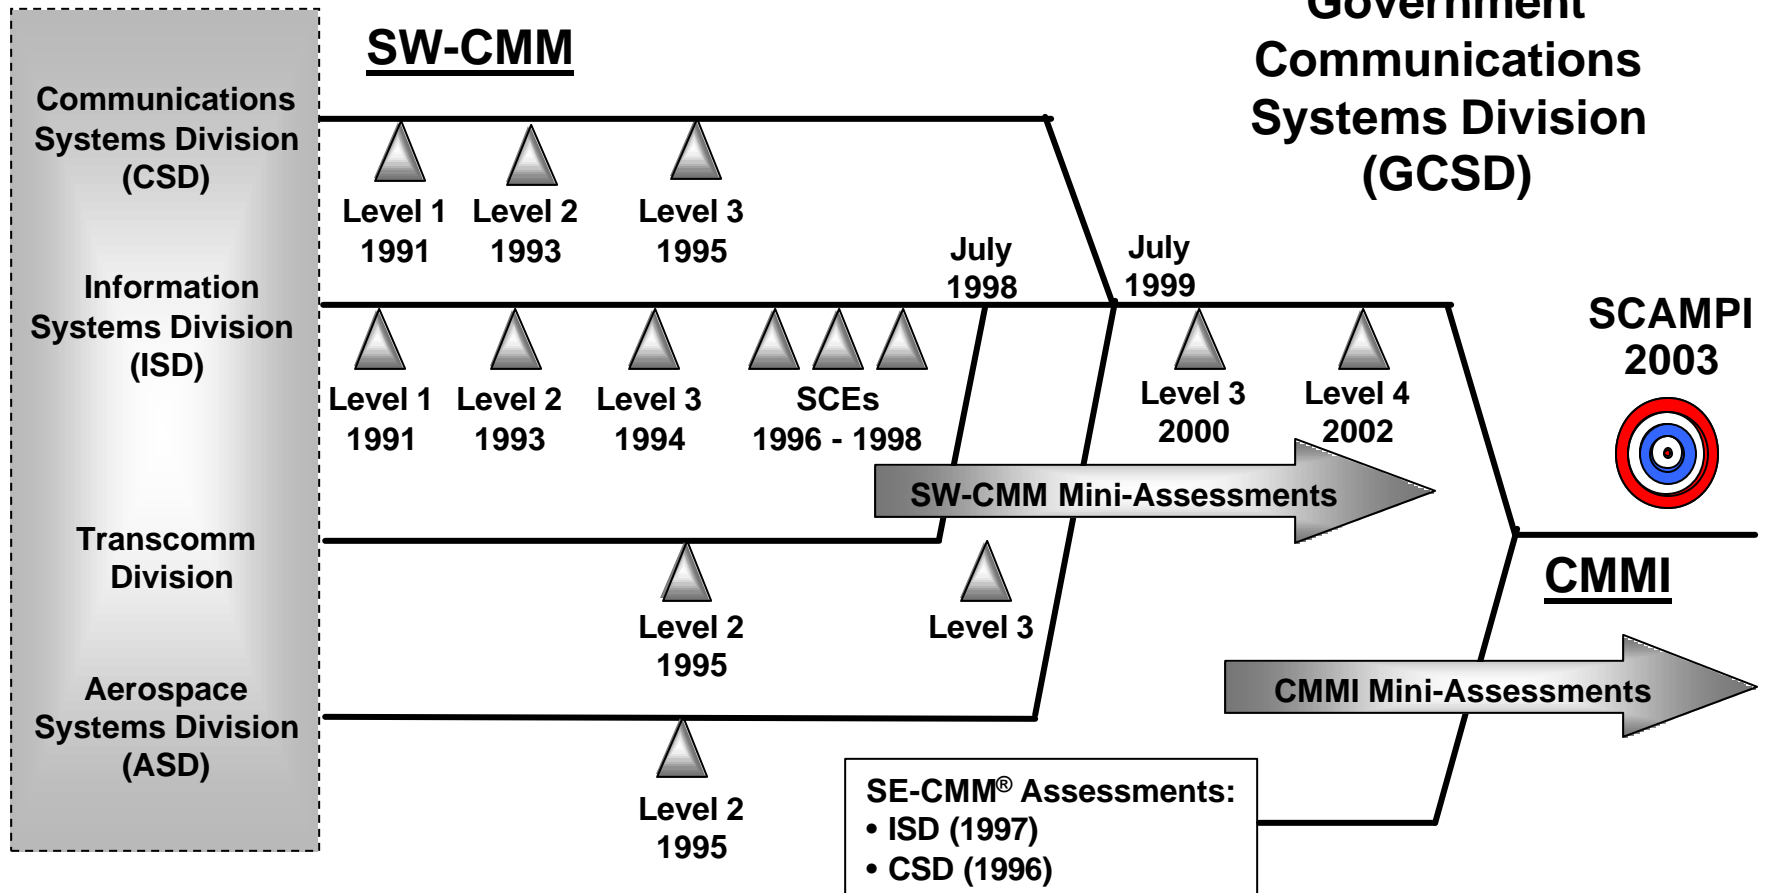 Government
Communications
Systems Division
(GCSD)
SW-CMM
Communications
Systems Division
(CSD)
Level 1
1991
Level 2
1993
Level 3
1995
Information
Systems Division
(ISD)
July
1998
July
1999
Level 1
1991
Level 2
1993
Level 3
1994
SCEs
1996 - 1998
Level 3
2000
Level 4
2002
SCAMPI
2003
SW-CMM Mini-Assessments
Transcomm
Division
Level 2
1995
Level 3
CMMI
CMMI Mini-Assessments
Aerospace
Systems Division
(ASD)
Level 2
1995
SE-CMM® Assessments:
• ISD (1997)
• CSD (1996)